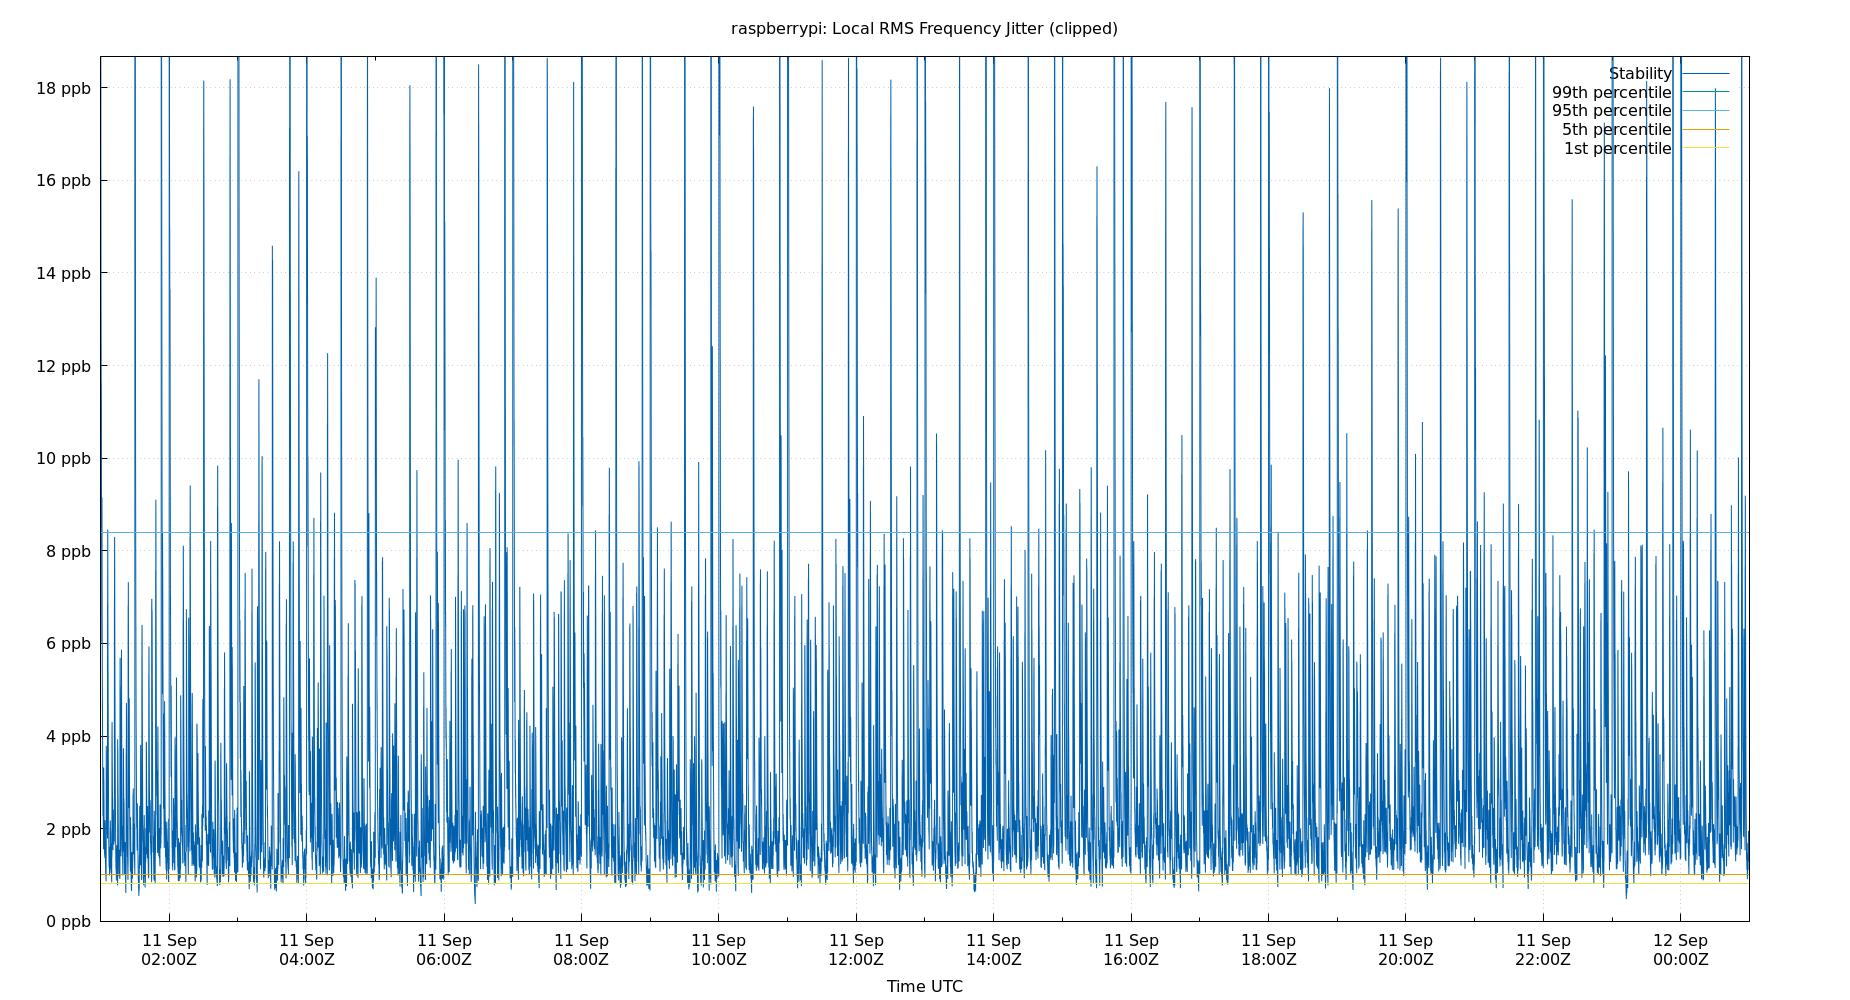 raspberrypi: Local RMS Frequency Jitter (clipped)
Stability
99th percentile
95th percentile
5th percentile
1st percentile
18 ppb
16 ppb
14 ppb
12 ppb
10 ppb
8 ppb
6 ppb
4 ppb
2 ppb
0 ppb
11 Sep 11 Sep 11 Sep 11 Sep 11 Sep 11 Sep 11 Sep 11 Sep 11 Sep 11 Sep 11 Sep 12 Sep
02:00Z 04:00Z 06:00Z 08:00Z 10:00Z 12:00Z 14:00Z 16:00Z 18:00Z 20:00Z 22:00Z 00:00Z
Time UTC